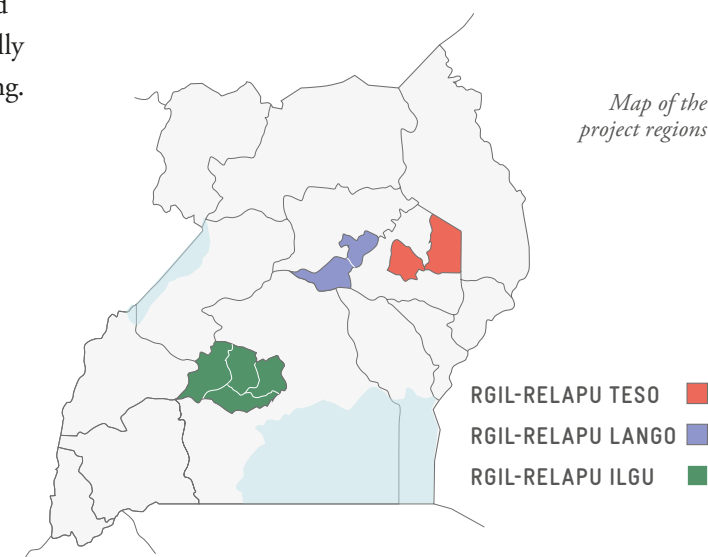 lly
ng.
Map of the
project regions
RGIL-RELAPU TESO
RGIL-RELAPU LANGO
RGIL-RELAPU ILGU